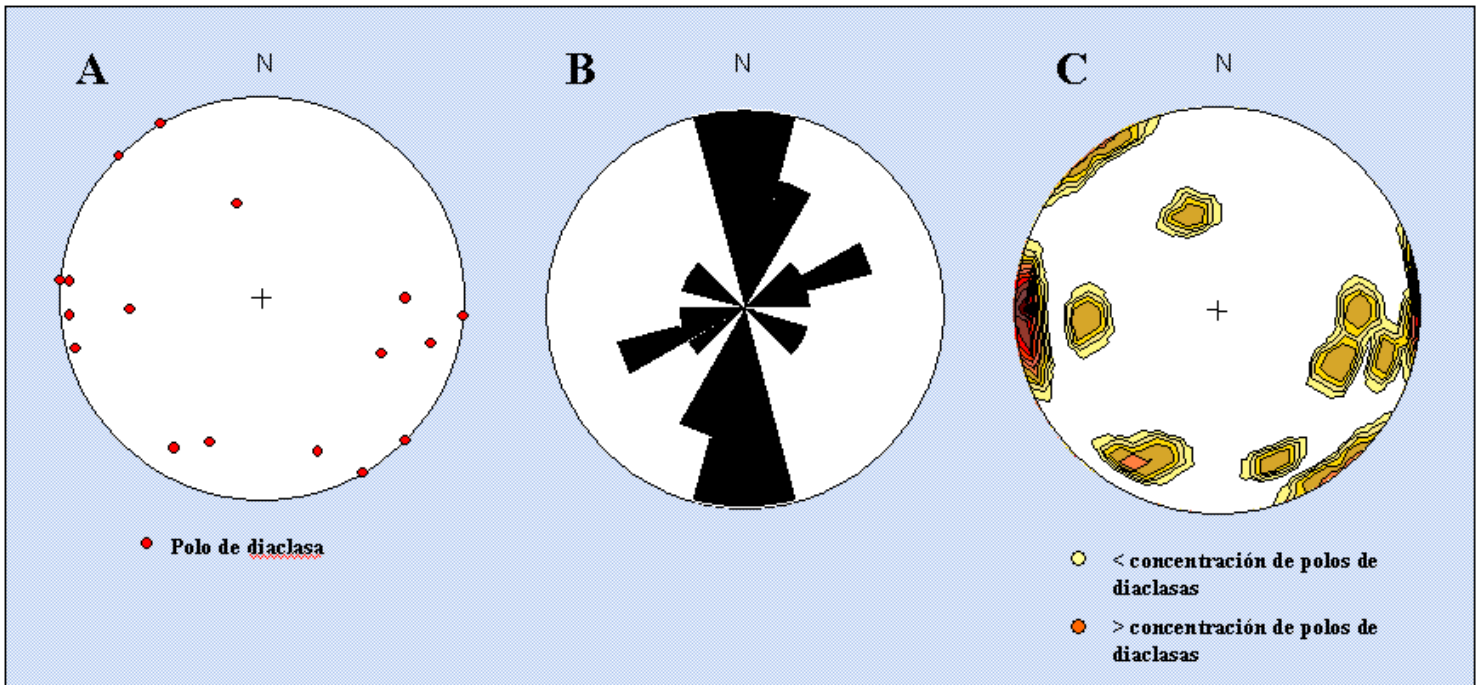 A
N
B
N
C
N
Polo de diaclasa
< concentración de polos de
diaclasas
> concentración de polos de
diaclasas